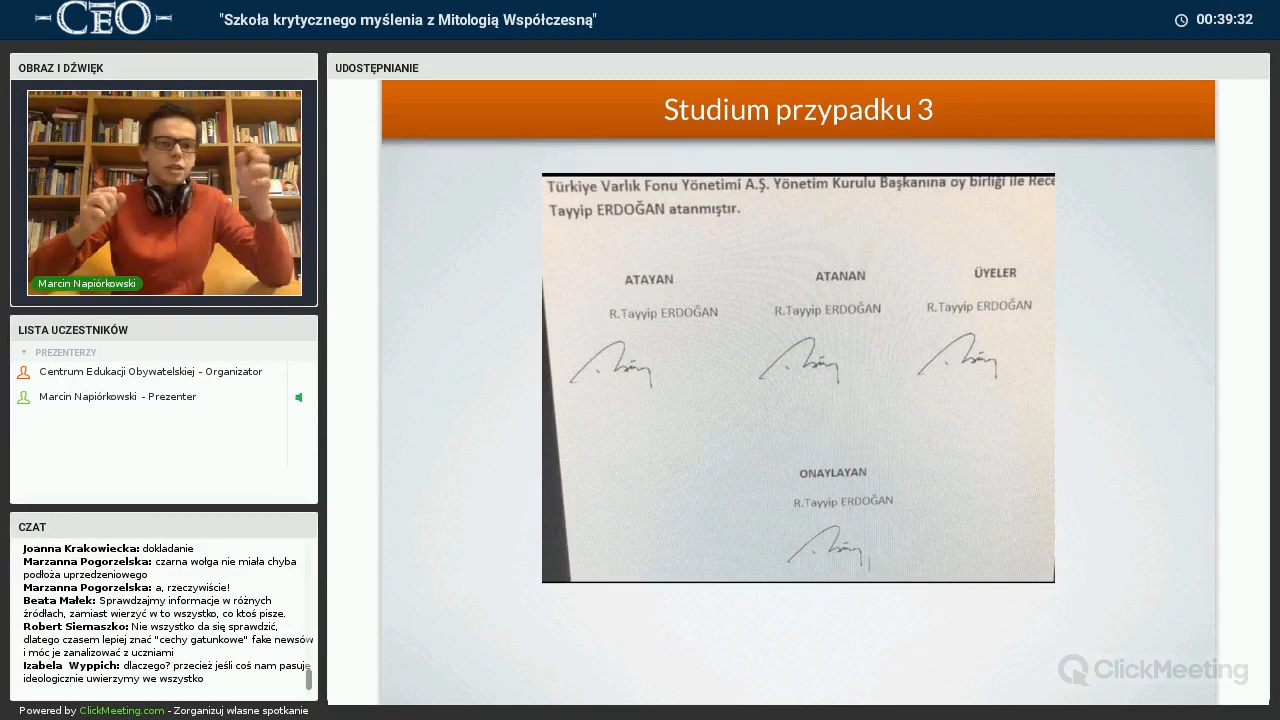 CEO
"Szkoła krytycznego myślenia z Mitologią Współczesną"
00:39:32
OBRAZ I DŹWIĘK
Marcin Napiórkowski
LISTA UCZESTNIKÓW
PREZENTERZY
Centrum Edukacji Obywatelskiej - Organizator
Marcin Napiórkowski - Prezenter
CZAT
Joanna Krakowiecka: dokladanie
Marzanna Pogorzelska: czarna wołga nie miała chyba
podłoża uprzedzeniowego
Marzanna Pogorzelska: a, rzeczywiście!
Beata Małek: Sprawdzajmy informacje w różnych
źródłach, zamiast wierzyć w to wszystko, co ktoś pisze.
Robert Siemaszko: Nie wszystko da się sprawdzić,
dlatego czasem lepiej znać "cechy gatunkowe" fake newsów
i móc je zanalizować z uczniami
Izabela Wyppich: dlaczego? przecież jeśli coś nam pasuje
ideologicznie uwierzymy we wszystko
Powered by ClickMeeting.com - Zorganizuj własne spotkanie
UDOSTĘPNIANIE
Studium przypadku 3
Türkiye Varlık Fonu Yönetimi A.Ş. Yönetim Kurulu Başkanına oy birliği ile Rece
Tayyip ERDOĞAN atanmıştır.
ATAYAN ATANAN ÜYELER
R.Tayyip ERDOĞAN R.Tayyip ERDOĞAN R.Tayyip ERDOĞAN
ONAYLAYAN
R.Tayyip ERDOĞAN
ClickMeeting